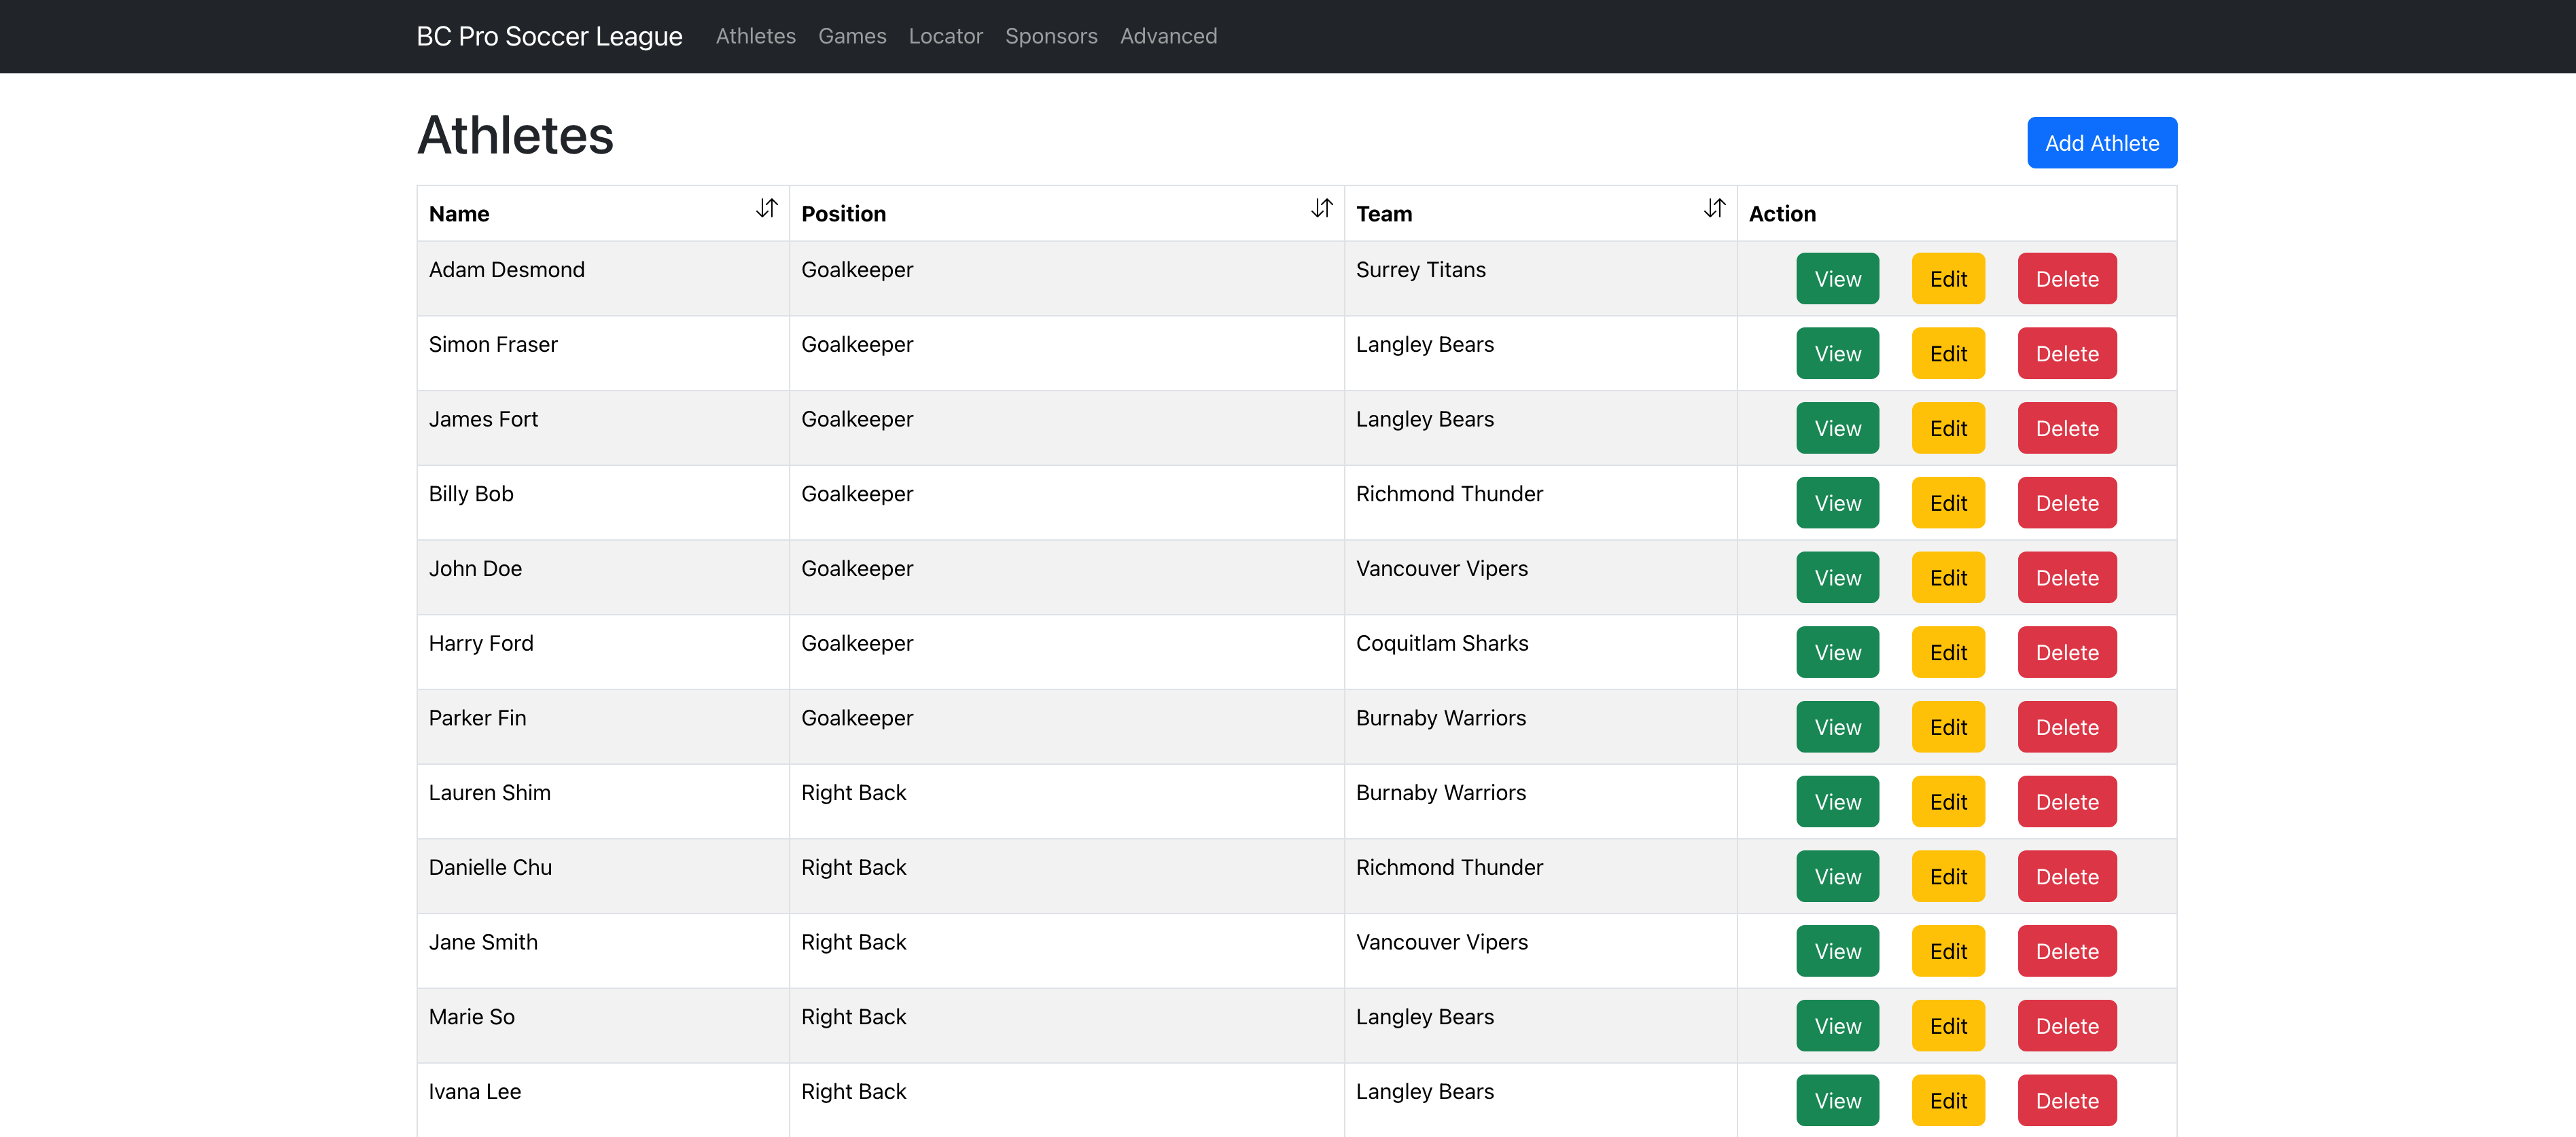 BC Pro Soccer League Athletes Games Locator Sponsors Advanced
Athletes Add Athlete
Name Position Team Action
Adam Desmond Goalkeeper Surrey Titans View Edit Delete
Simon Fraser Goalkeeper Langley Bears View Edit Delete
James Fort Goalkeeper Langley Bears View Edit Delete
Billy Bob Goalkeeper Richmond Thunder View Edit Delete
John Doe Goalkeeper Vancouver Vipers View Edit Delete
Harry Ford Goalkeeper Coquitlam Sharks View Edit Delete
Parker Fin Goalkeeper Burnaby Warriors View Edit Delete
Lauren Shim Right Back Burnaby Warriors View Edit Delete
Danielle Chu Right Back Richmond Thunder View Edit Delete
Jane Smith Right Back Vancouver Vipers View Edit Delete
Marie So Right Back Langley Bears View Edit Delete
Ivana Lee Right Back Langley Bears View Edit Delete